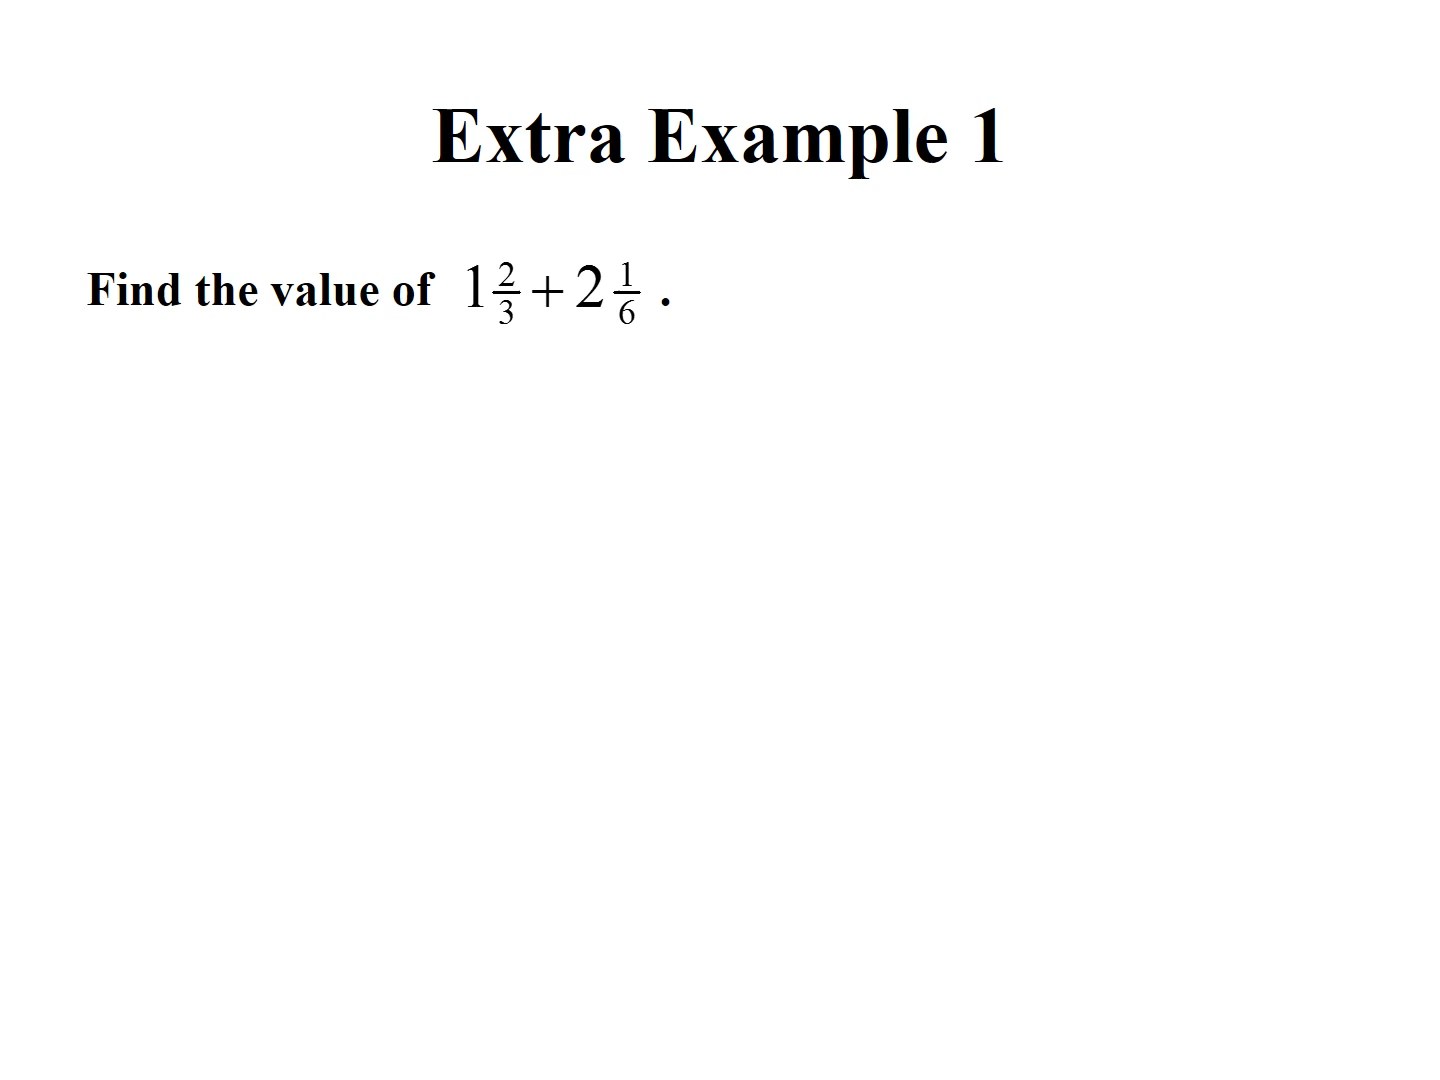 Extra Example 1
Find the value of 1 2/3 + 2 1/6 .